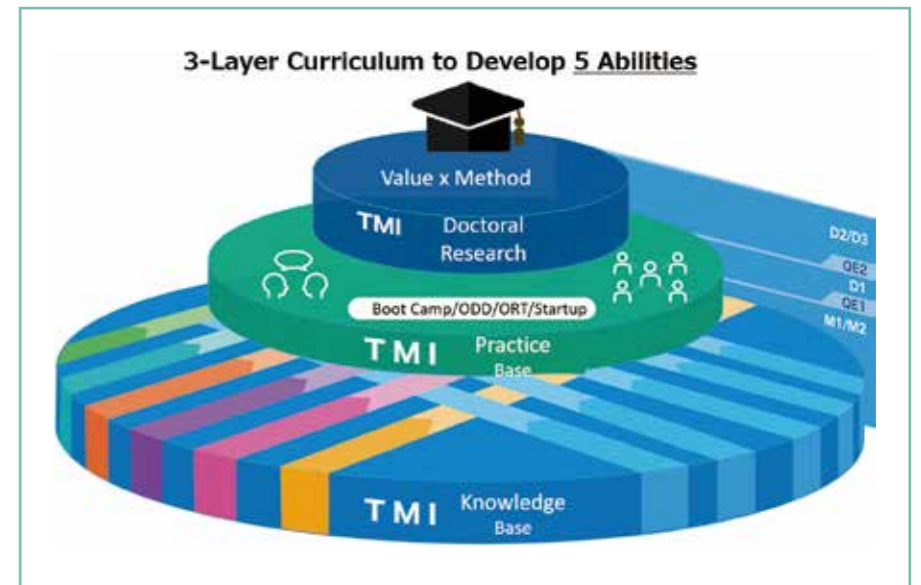 3-Layer Curriculum to Develop 5 Abilities
Value x Method
TMI Doctoral
Research
D2/D3
QE2
D1
QE1
M1/M2
Boot Camp/ODD/ORT/Startup
TMI Practice
Base
TMI Knowledge
Base